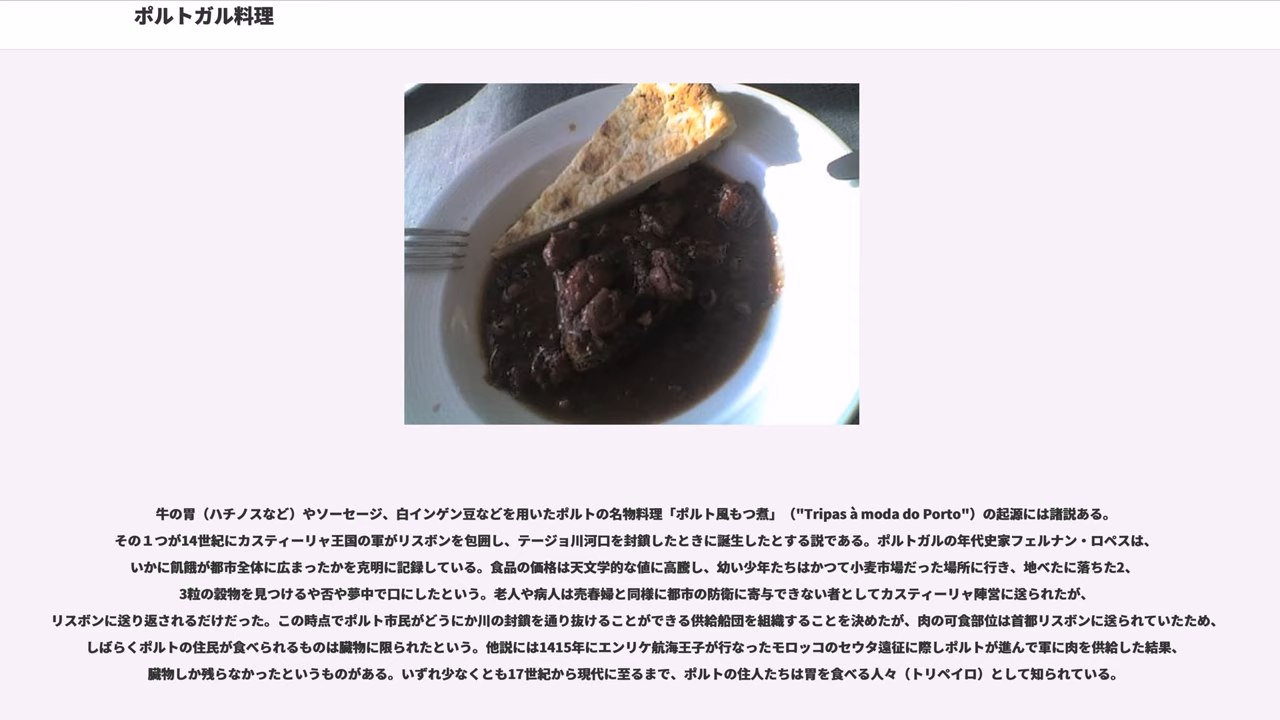 ポルトガル料理
牛の胃（ハチノスなど）やソーセージ、白インゲン豆などを用いたポルトの名物料理「ポルト風もつ煮」（"Tripas à moda do Porto"）の起源には諸説ある。
その１つが14世紀にカスティーリャ王国の軍がリスボンを包囲し、テージョ川河口を封鎖したときに誕生したとする説である。ポルトガルの年代史家フェルナン・ロペスは、
いかに飢餓が都市全体に広まったかを克明に記録している。食品の価格は天文学的な値に高騰し、幼い少年たちはかつて小麦市場だった場所に行き、地べたに落ちた2、
3粒の穀物を見つけるや否や夢中で口にしたという。老人や病人は売春婦と同様に都市の防衛に寄与できない者としてカスティーリャ陣営に送られたが、
リスボンに送り返されるだけだった。この時点でポルト市民がどうにか川の封鎖を通り抜けることができる供給船団を組織することを決めたが、肉の可食部位は首都リスボンに送られていたため、
しばらくポルトの住民が食べられるものは臓物に限られたという。他説には1415年にエンリケ航海王子が行なったモロッコのセウタ遠征に際しポルトが進んで軍に肉を供給した結果、
臓物しか残らなかったというものがある。いずれ少なくとも17世紀から現代に至るまで、ポルトの住人たちは胃を食べる人々（トリペイロ）として知られている。